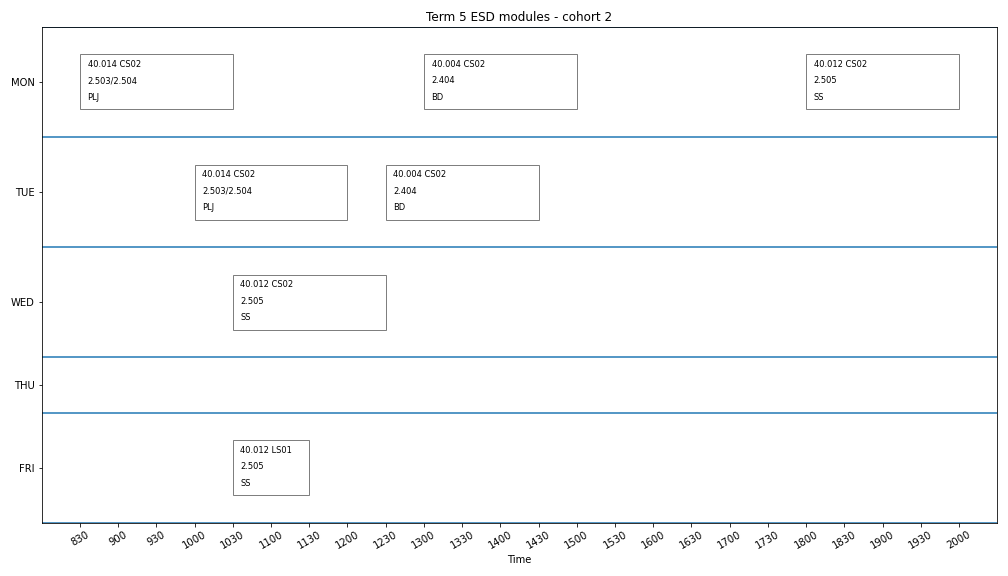 Term 5 ESD modules - cohort 2
MON
40.014 CS02
2.503/2.504
PLJ
40.004 CS02
2.404
BD
40.012 CS02
2.505
SS
TUE
40.014 CS02
2.503/2.504
PLJ
40.004 CS02
2.404
BD
WED
40.012 CS02
2.505
SS
THU
FRI
40.012 LS01
2.505
SS
830 900 930 1000 1030 1100 1130 1200 1230 1300 1330 1400 1430 1500 1530 1600 1630 1700 1730 1800 1830 1900 1930 2000
Time